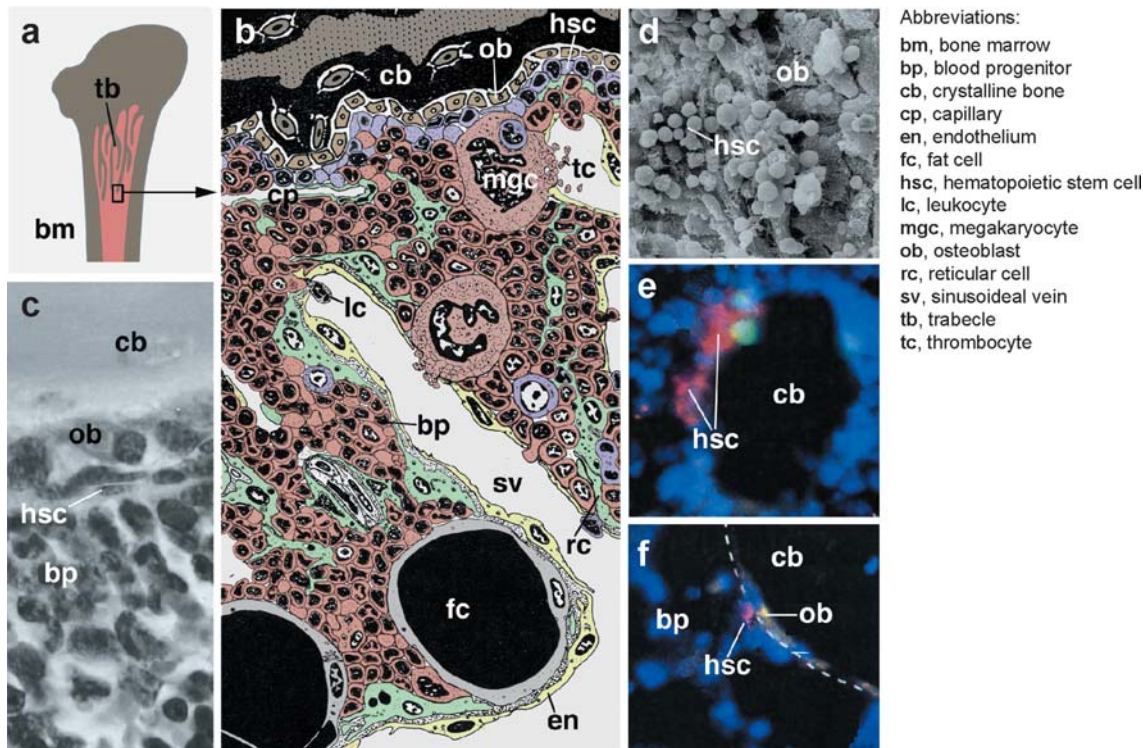 a
tb
bm
b
cb
ob
hsc
mgc
tc
cp
lc
bp
sv
rc
fc
en
c
cb
ob
hsc
bp
d
ob
hsc
e
cb
hsc
f
cb
bp
ob
hsc
Abbreviations:
bm, bone marrow
bp, blood progenitor
cb, crystalline bone
cp, capillary
en, endothelium
fc, fat cell
hsc, hematopoietic stem cell
lc, leukocyte
mgc, megakaryocyte
ob, osteoblast
rc, reticular cell
sv, sinusoideal vein
tb, trabecle
tc, thrombocyte